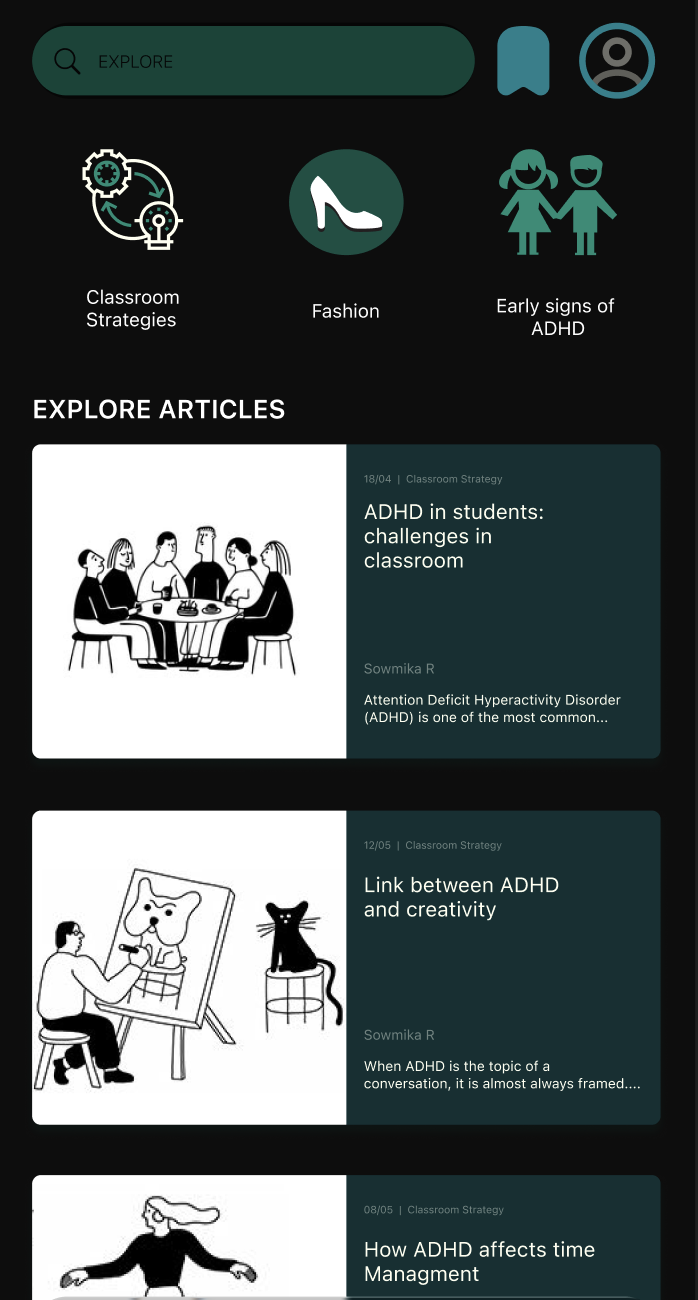 EXPLORE
Classroom
Strategies
Fashion
Early signs of
ADHD
EXPLORE ARTICLES
18/04 | Classroom Strategy
ADHD in students:
challenges in
classroom
Sowmika R
Attention Deficit Hyperactivity Disorder
(ADHD) is one of the most common...
12/05 | Classroom Strategy
Link between ADHD
and creativity
Sowmika R
When ADHD is the topic of a
conversation, it is almost always framed....
08/05 | Classroom Strategy
How ADHD affects time
Managment